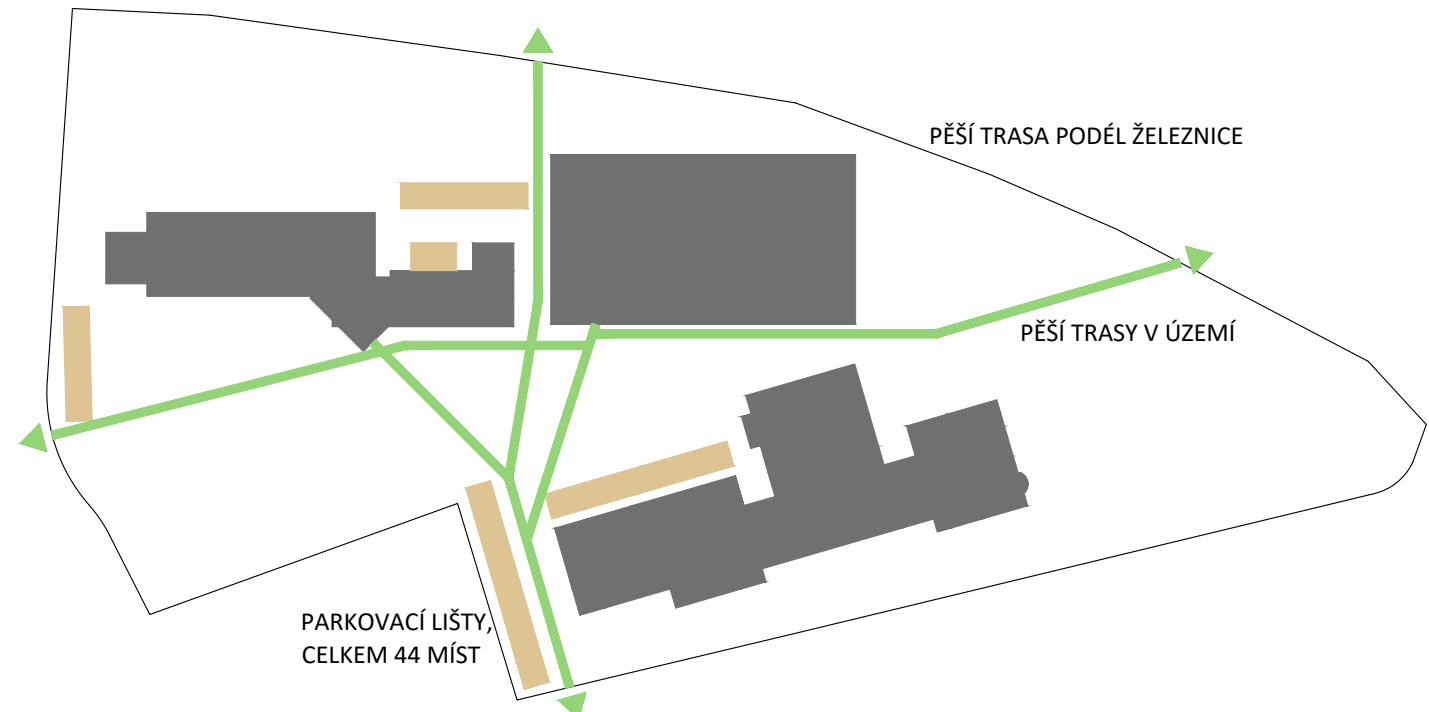 PĚŠÍ TRASA PODÉL ŽELEZNICE
PĚŠÍ TRASY V ÚZEMÍ
PARKOVACÍ LIŠTY,
CELKEM 44 MÍST